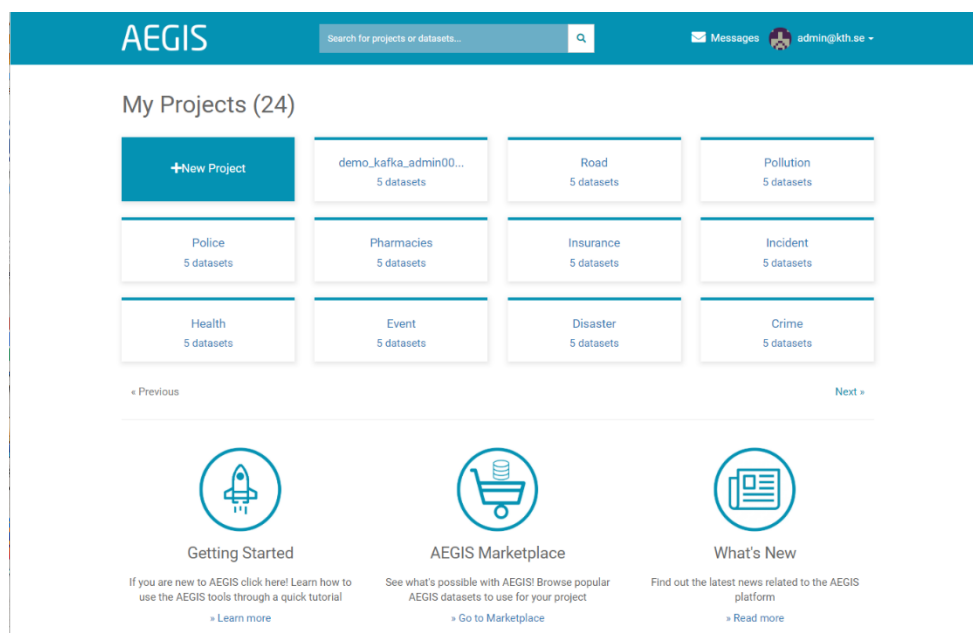 AEGIS
Search for projects or datasets...
Messages
admin@kth.se
My Projects (24)
+New Project
demo_kafka_admin00...
5 datasets
Road
5 datasets
Pollution
5 datasets
Police
5 datasets
Pharmacies
5 datasets
Insurance
5 datasets
Incident
5 datasets
Health
5 datasets
Event
5 datasets
Disaster
5 datasets
Crime
5 datasets
« Previous
Next »
Getting Started
If you are new to AEGIS click here! Learn how to
use the AEGIS tools through a quick tutorial
» Learn more
AEGIS Marketplace
See what's possible with AEGIS! Browse popular
AEGIS datasets to use for your project
» Go to Marketplace
What's New
Find out the latest news related to the AEGIS
platform
» Read more